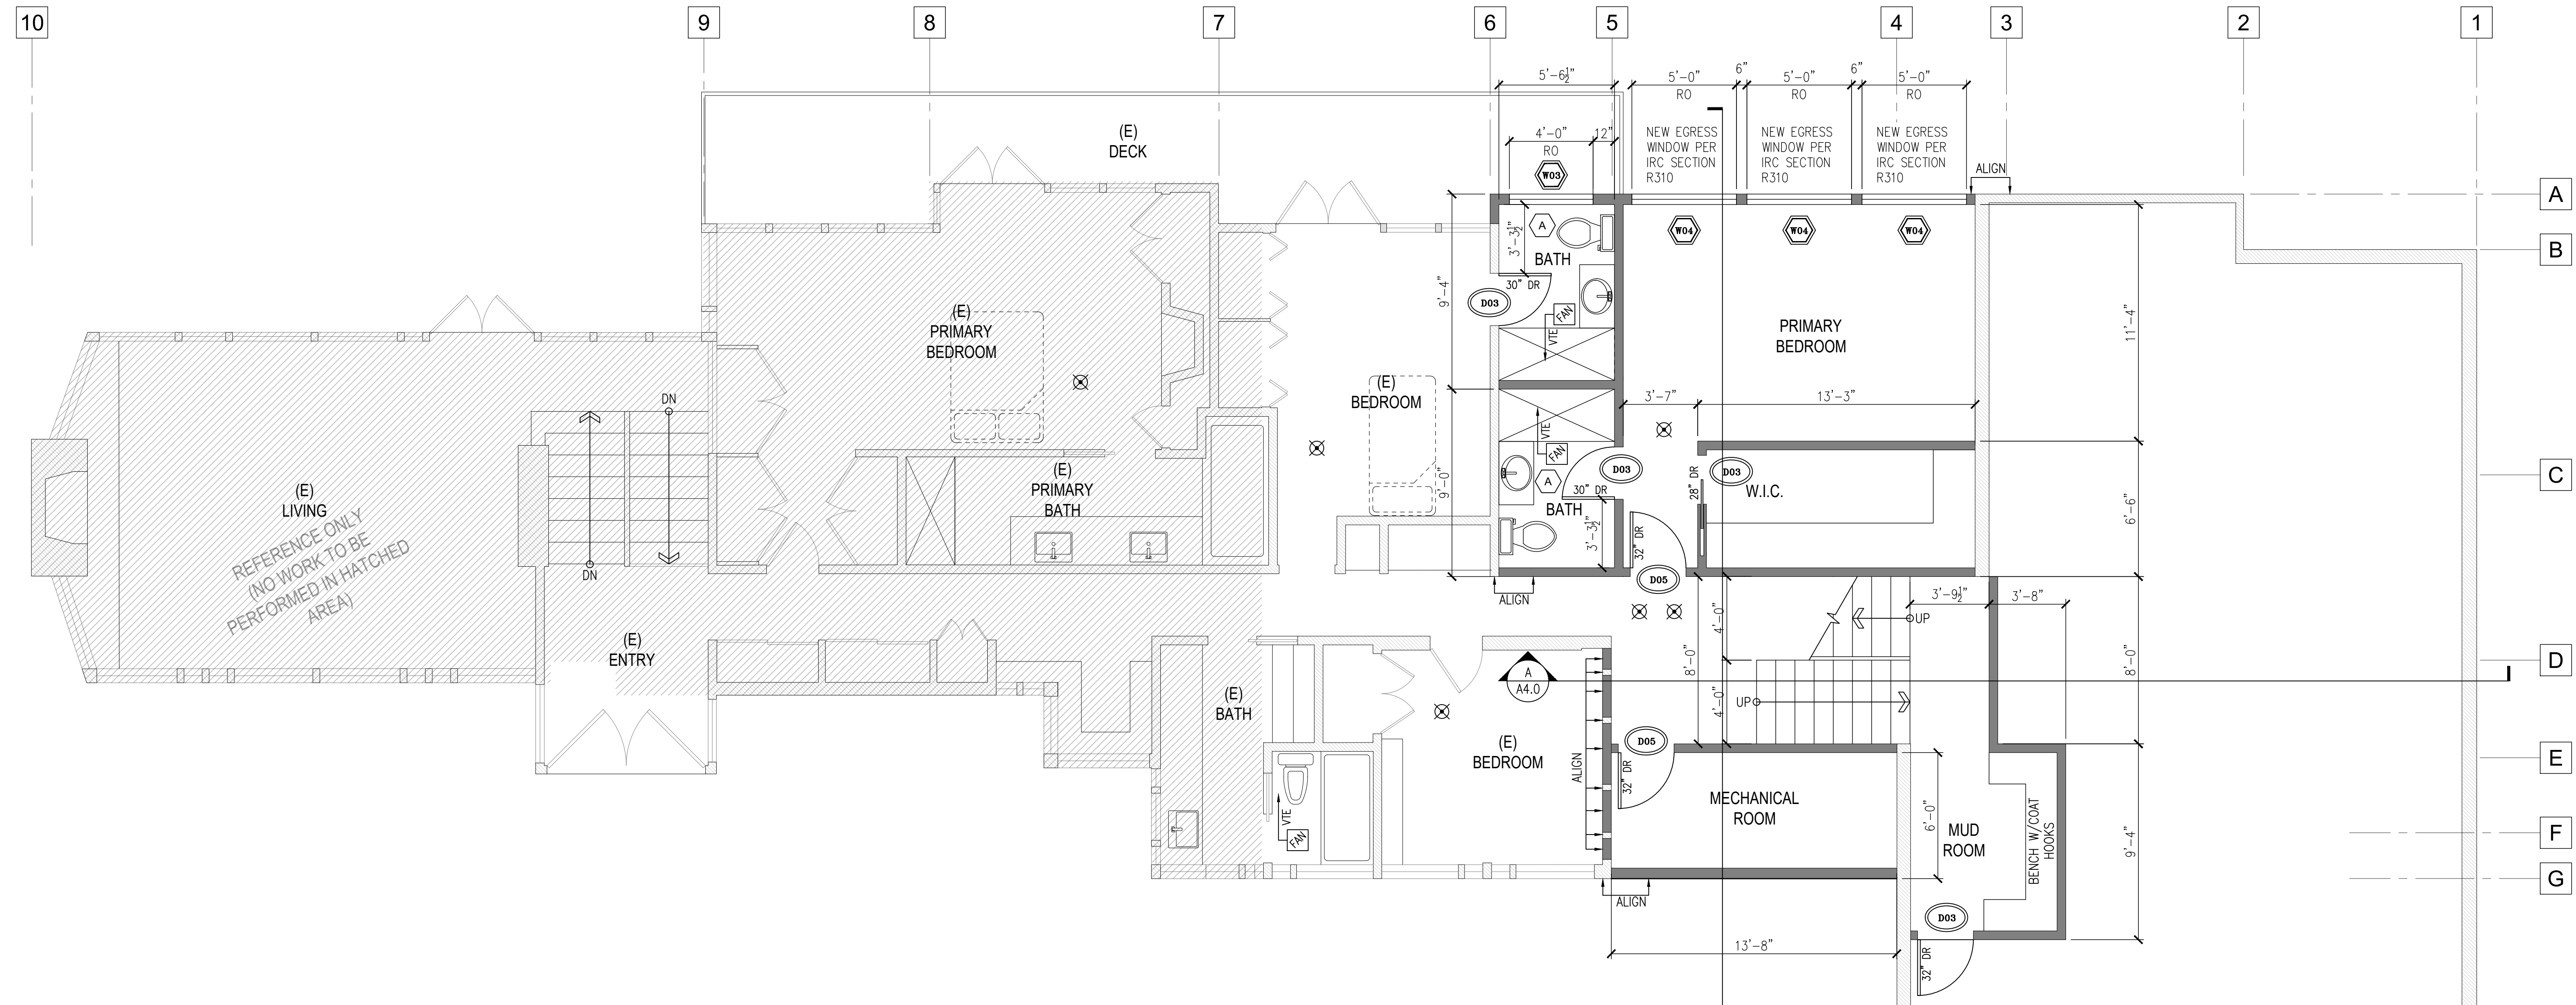 10
9
8
7
6
5
4
3
2
1
5'-6½"
5'-0"
6"
5'-0"
6"
5'-0"
RO
RO
RO
(E)
DECK
4'-0"
12"
RO
W03
NEW EGRESS
WINDOW PER
IRC SECTION
R310
NEW EGRESS
WINDOW PER
IRC SECTION
R310
NEW EGRESS
WINDOW PER
IRC SECTION
R310
ALIGN
A
B
C
D
E
F
G
3'-3½"
A
BATH
30" DR
D03
9'-4"
FAN
VTE
W04
W04
W04
PRIMARY
BEDROOM
11'-4"
(E)
PRIMARY
BEDROOM
(E)
BEDROOM
3'-7"
13'-3"
DN
DN
(E)
LIVING
REFERENCE ONLY
(NO WORK TO BE
PERFORMED IN HATCHED
AREA)
(E)
PRIMARY
BATH
VTE
FAN
9'-0"
A
30" DR
D03
BATH
3'-3½"
28" DR
D03
W.I.C.
6'-6"
32" DR
D05
ALIGN
(E)
ENTRY
4'-0"
8'-0"
4'-0"
UP
UP
3'-9½"
3'-8"
8'-0"
A
A4.0
(E)
BATH
VTE
FAN
(E)
BEDROOM
ALIGN
D05
32" DR
MECHANICAL
ROOM
6'-0"
MUD
ROOM
BENCH W/COAT
HOOKS
9'-4"
ALIGN
D03
13'-8"
32" DR